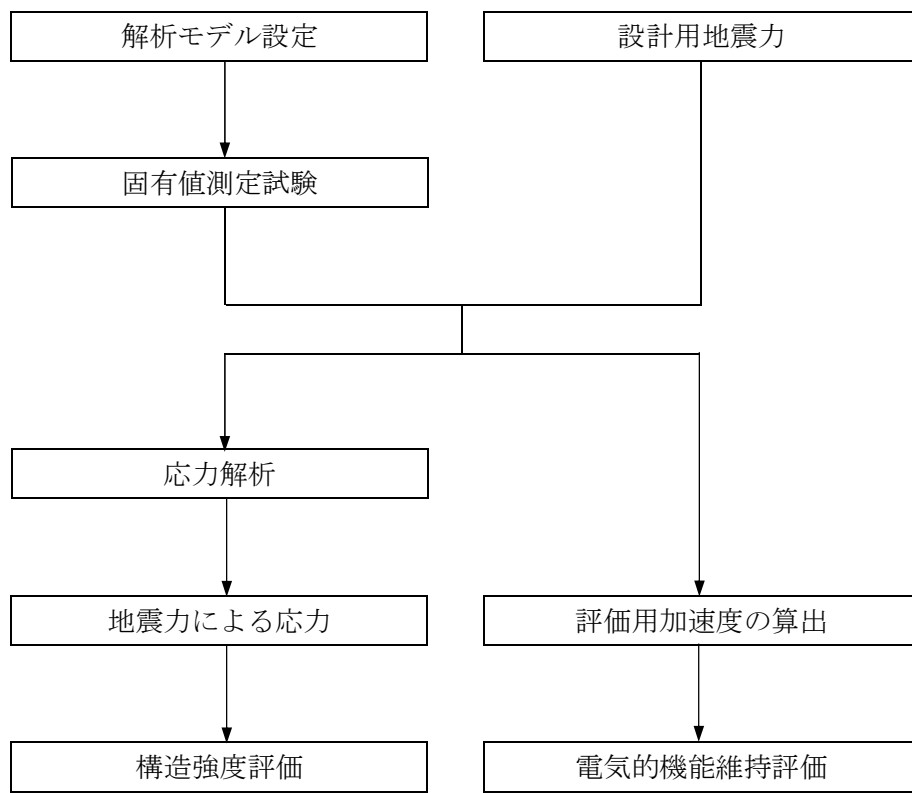 解析モデル設定
設計用地震力
固有値測定試験
応力解析
地震力による応力
評価用加速度の算出
構造強度評価
電気的機能維持評価